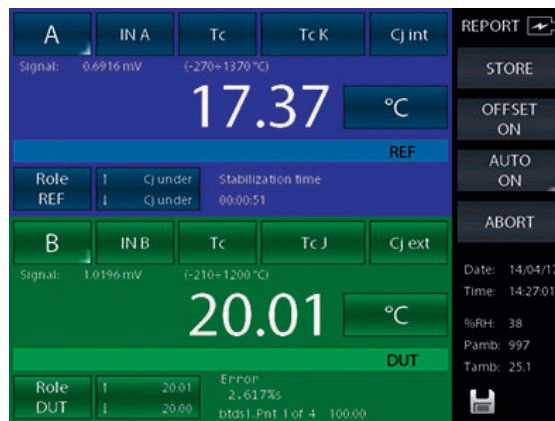 A IN A Tc Tc K Cj int
Signal: 0.6916 mV (-270÷1370 °C)
17.37 °C
REF
Role REF
Cj under
Cj under
Stabilization time
00:00:51
B IN B Tc Tc J Cj ext
Signal: 1.0196 mV (-210÷1200 °C)
20.01 °C
DUT
Role DUT
20.01
20.00
Error
2.617%s
btds1.Pnt 1 of 4 100.00
REPORT
STORE
OFFSET
ON
AUTO
ON
ABORT
Date: 14/04/17
Time: 14:27:01
%RH: 38
Pamb: 997
Tamb: 25.1